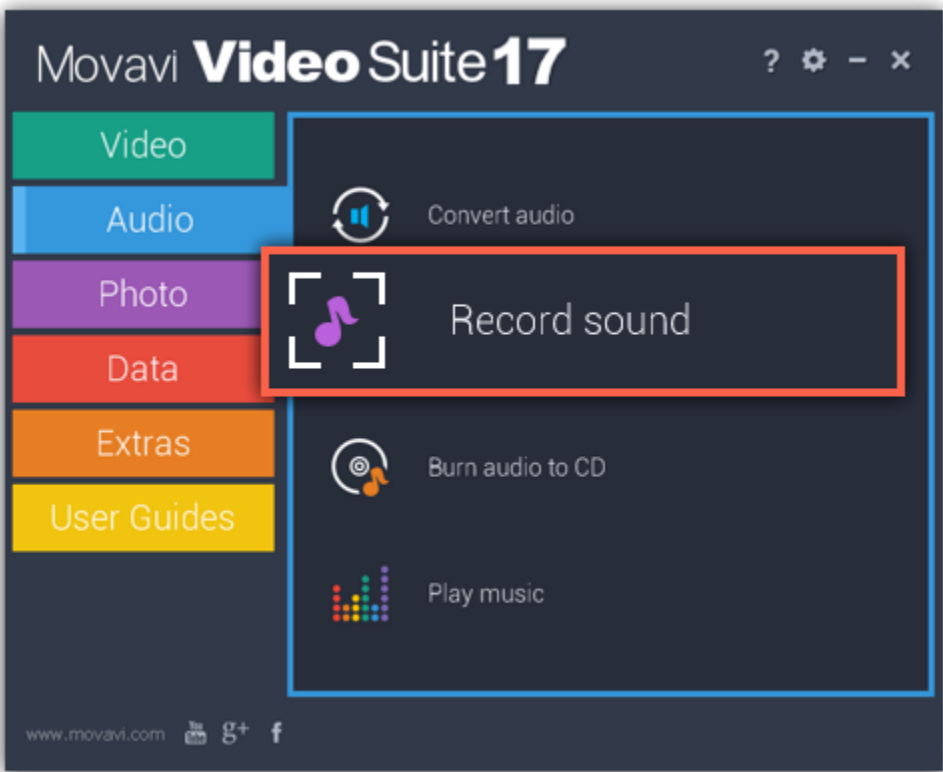 Movavi Video Suite 17
?
Video
Audio
Photo
Data
Extras
User Guides
Convert audio
Record sound
Burn audio to CD
Play music
www.movavi.com You Tube g+ f